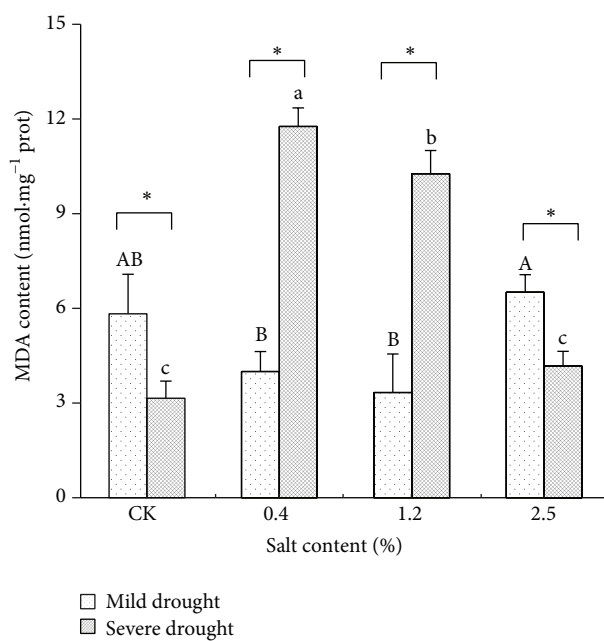 MDA content (nmol·mg⁻¹ prot)
15
12
9
6
3
0
* * * *
AB c B a B b A c
CK 0.4 1.2 2.5
Salt content (%)
Mild drought
Severe drought